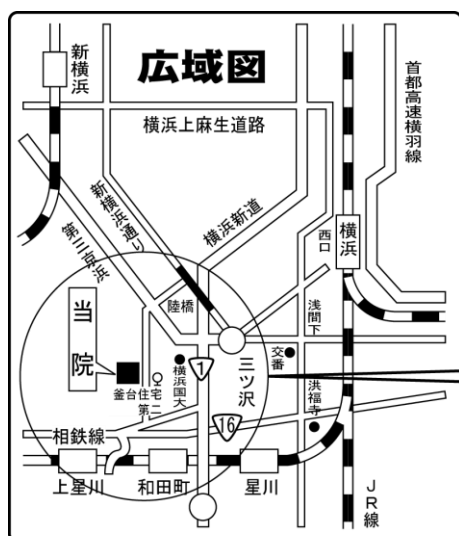 広域図
新横浜
首都高速横羽線
横浜上麻生道路
新横浜通り
横浜新道
第三京浜
西口
横浜
陸橋
浅間下
当院
1
三ツ沢
交番
横浜国大
釜台住宅
第二
洪福寺
16
相鉄線
上星川
和田町
星川
JR線